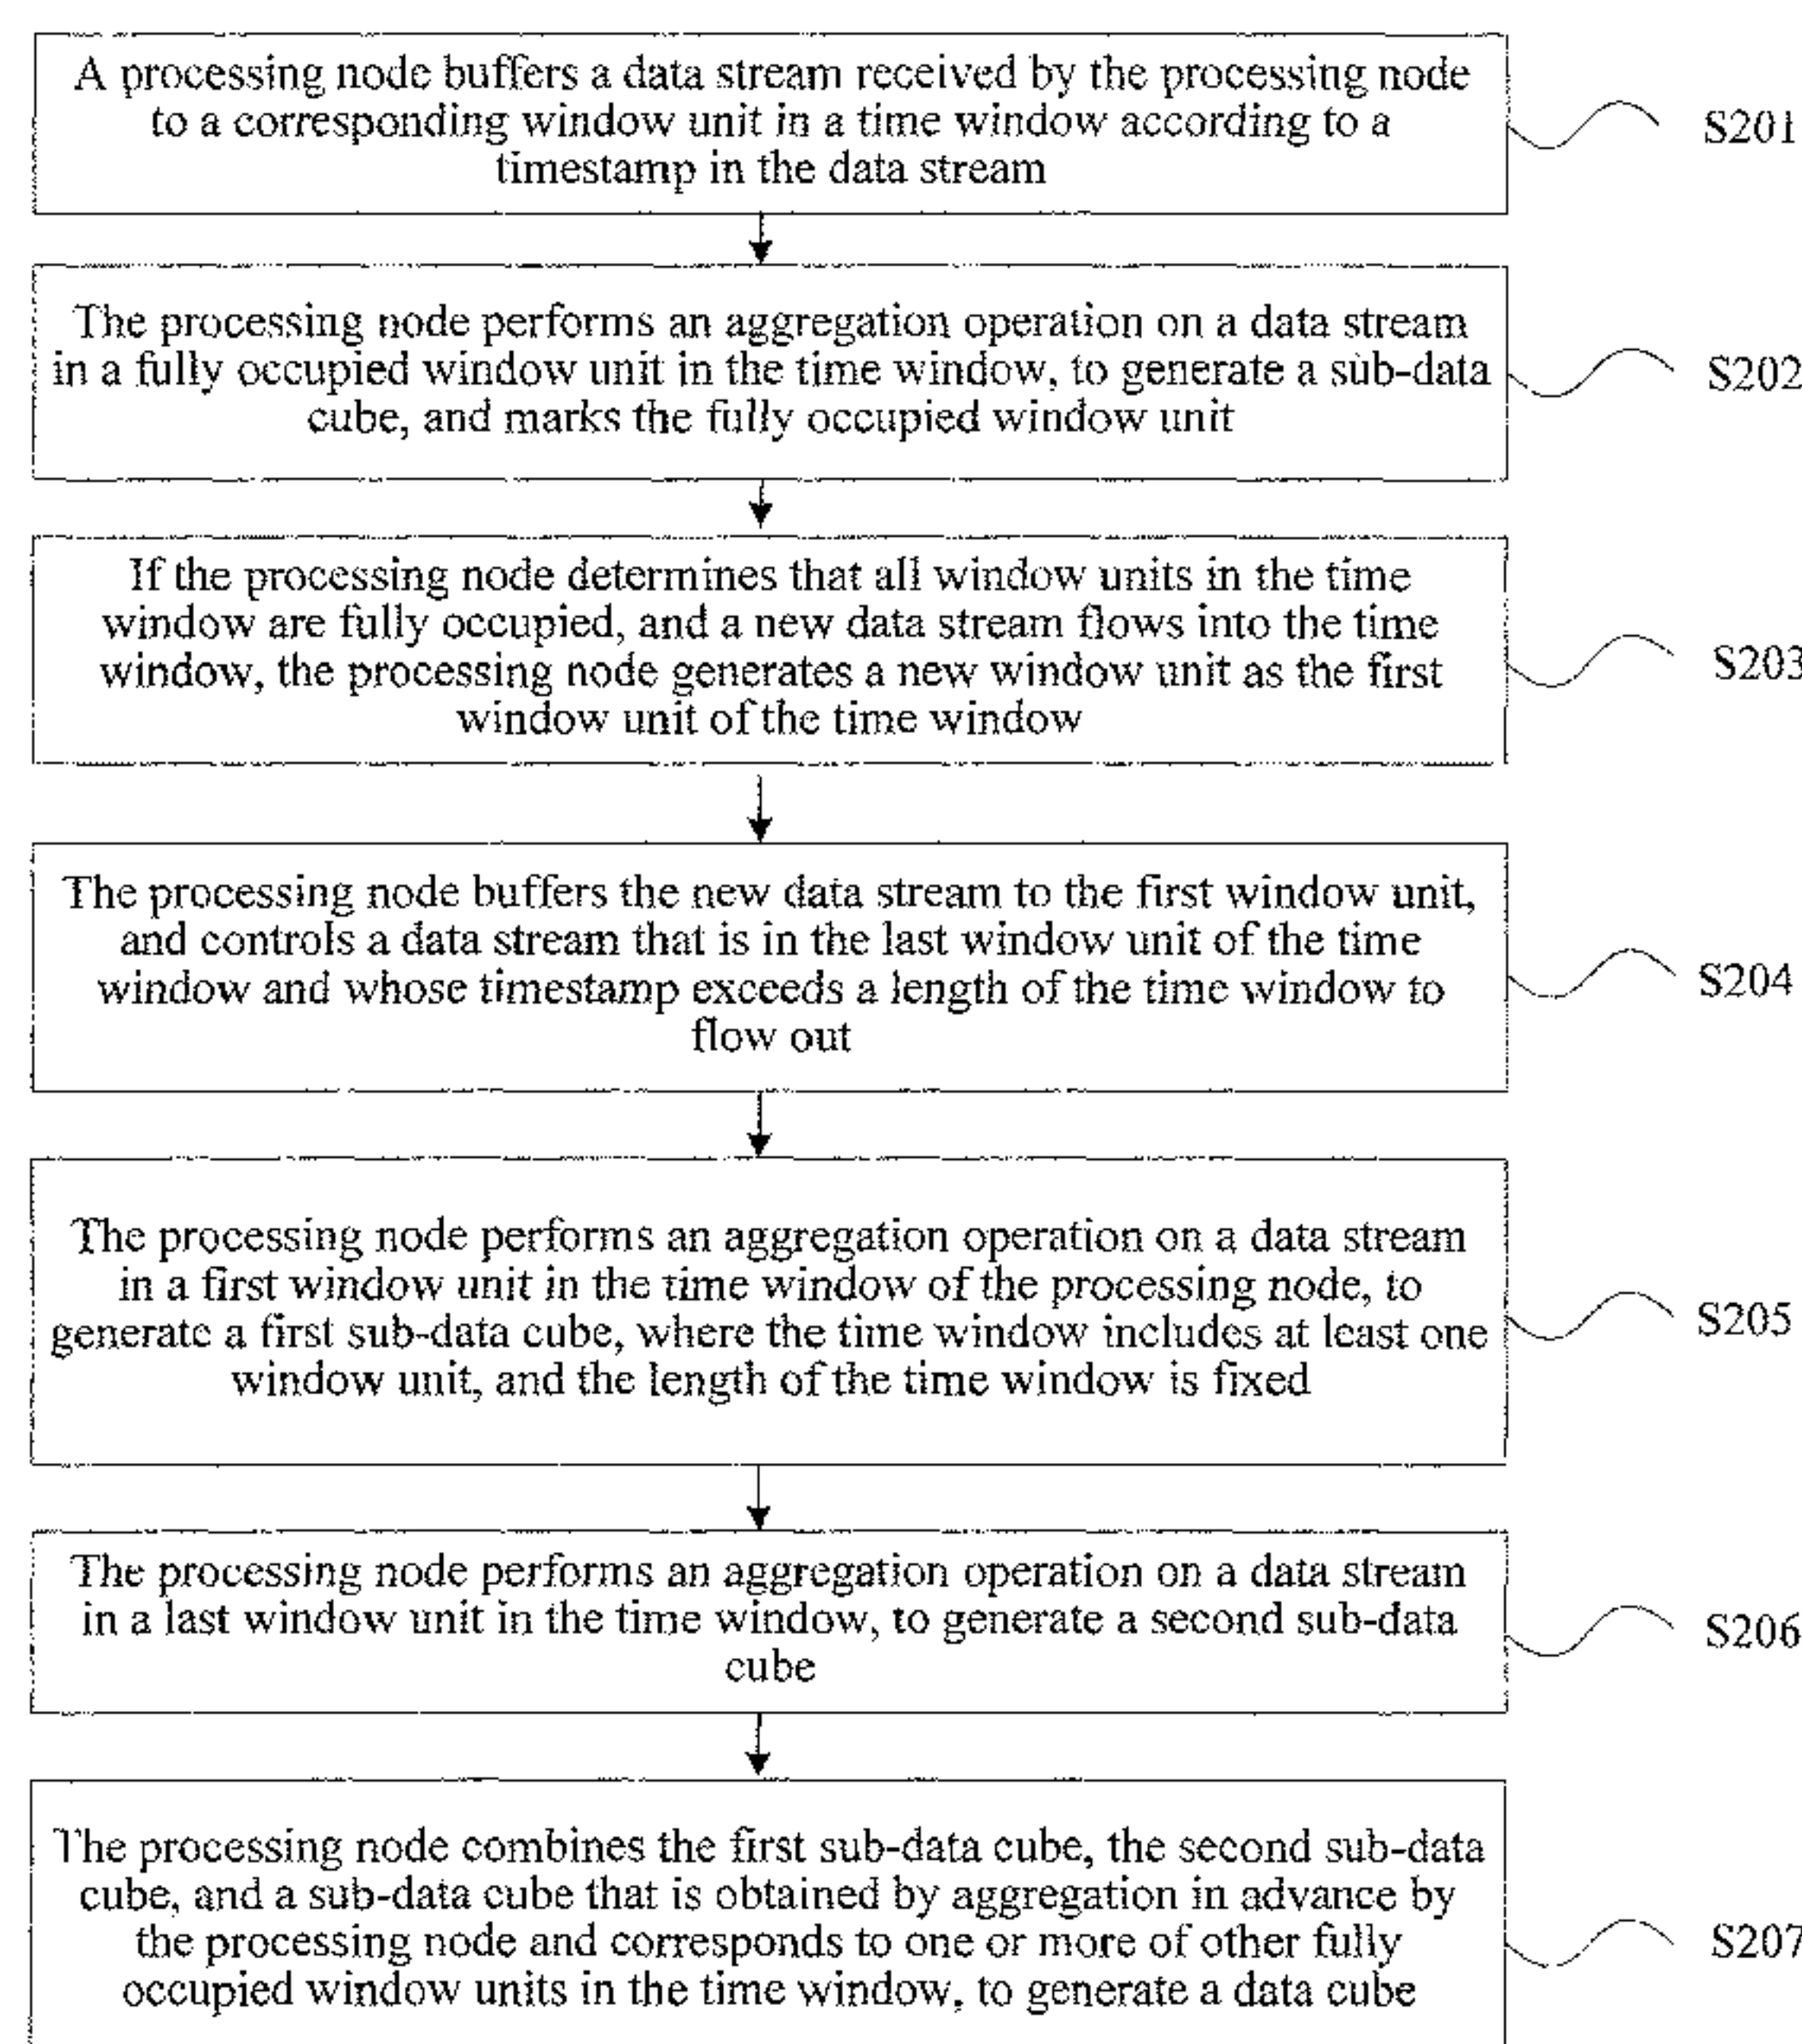 A processing node buffers a data stream received by the processing node
to a corresponding window unit in a time window according to a
timestamp in the data stream
S201
The processing node performs an aggregation operation on a data stream
in a fully occupied window unit in the time window, to generate a sub-data
cube, and marks the fully occupied window unit
S202
If the processing node determines that all window units in the time
window are fully occupied, and a new data stream flows into the time
window, the processing node generates a new window unit as the first
window unit of the time window
S203
The processing node buffers the new data stream to the first window unit,
and controls a data stream that is in the last window unit of the time
window and whose timestamp exceeds a length of the time window to
flow out
S204
The processing node performs an aggregation operation on a data stream
in a first window unit in the time window of the processing node, to
generate a first sub-data cube, where the time window includes at least one
window unit, and the length of the time window is fixed
S205
The processing node performs an aggregation operation on a data stream
in a last window unit in the time window, to generate a second sub-data
cube
S206
The processing node combines the first sub-data cube, the second sub-data
cube, and a sub-data cube that is obtained by aggregation in advance by
the processing node and corresponds to one or more of other fully
occupied window units in the time window, to generate a data cube
S207